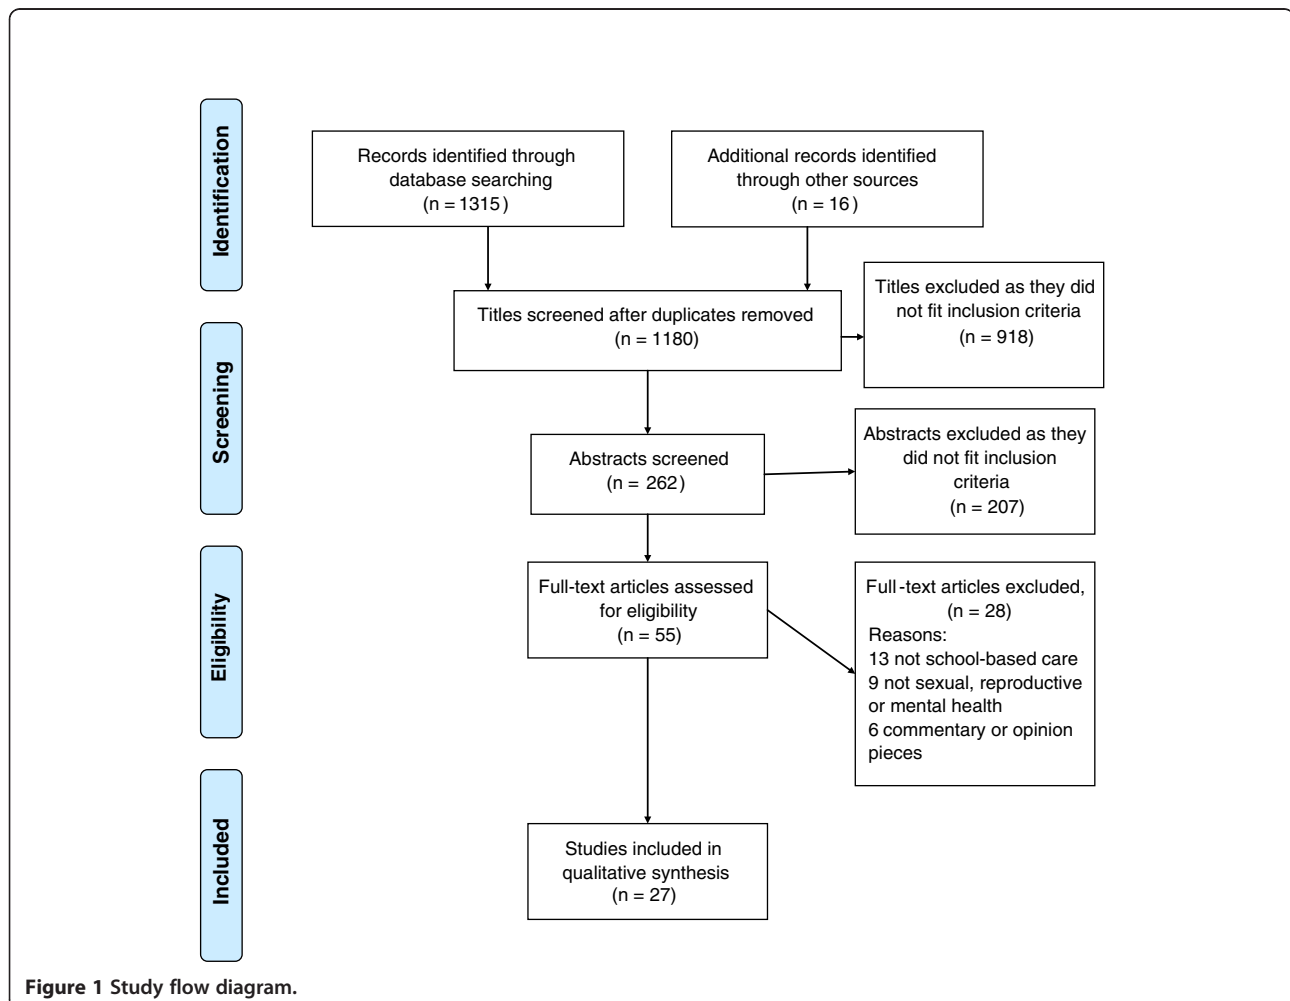 Identification
Records identified through
database searching
(n = 1315)
Additional records identified
through other sources
(n = 16)
Titles screened after duplicates removed
(n = 1180)
Titles excluded as they did
not fit inclusion criteria
(n = 918)
Screening
Abstracts screened
(n = 262)
Abstracts excluded as they
did not fit inclusion
criteria
(n = 207)
Eligibility
Full-text articles assessed
for eligibility
(n = 55)
Full-text articles excluded,
(n = 28)
Reasons:
13 not school-based care
9 not sexual, reproductive
or mental health
6 commentary or opinion
pieces
Included
Studies included in
qualitative synthesis
(n = 27)
Figure 1 Study flow diagram.